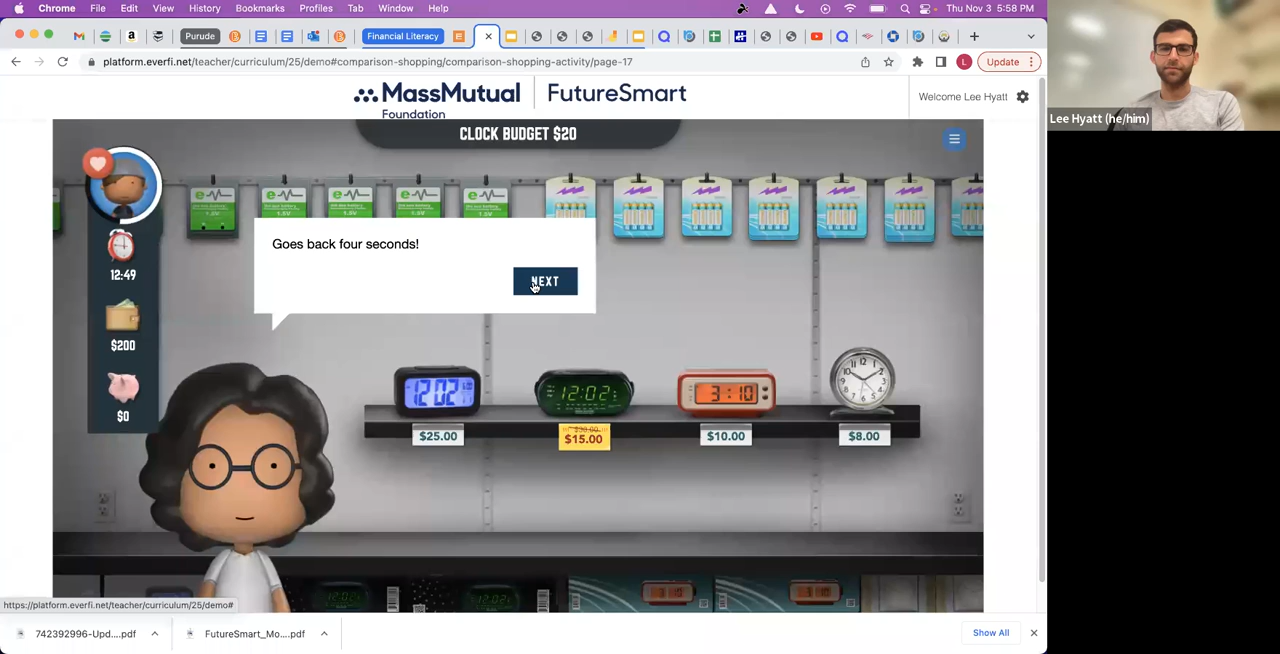 Chrome File Edit View History Bookmarks Profiles Tab Window Help Thu Nov 3 5:58 PM
Purude Financial Literacy
platform.everfi.net/teacher/curriculum/25/demo#comparison-shopping/comparison-shopping-activity/page-17 L Update
MassMutual FutureSmart
Foundation
Welcome Lee Hyatt
Lee Hyatt (he/him)
CLOCK BUDGET $20
Goes back four seconds!
NEXT
12:49
$200
$0
12:02 12:02 3:10
$25.00 $30.00 $15.00 $10.00 $8.00
https://platform.everfi.net/teacher/curriculum/25/demo#
742392996-Upd....pdf FutureSmart_Mo....pdf Show All